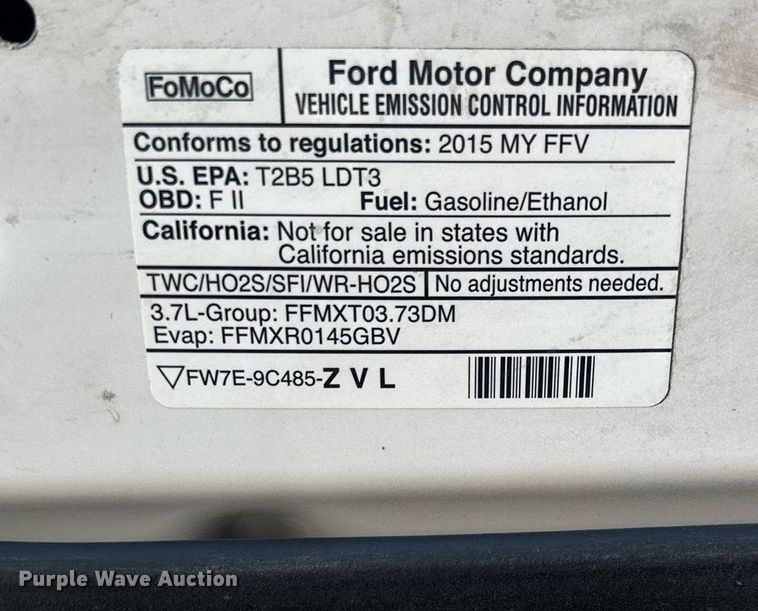 FoMoCo
Ford Motor Company
VEHICLE EMISSION CONTROL INFORMATION
Conforms to regulations: 2015 MY FFV
U.S. EPA: T2B5 LDT3
OBD: F II Fuel: Gasoline/Ethanol
California: Not for sale in states with
California emissions standards.
TWC/HO2S/SFI/WR-HO2S No adjustments needed.
3.7L-Group: FFMXT03.73DM
Evap: FFMXR0145GBV
FW7E-9C485-Z V L
Purple Wave Auction